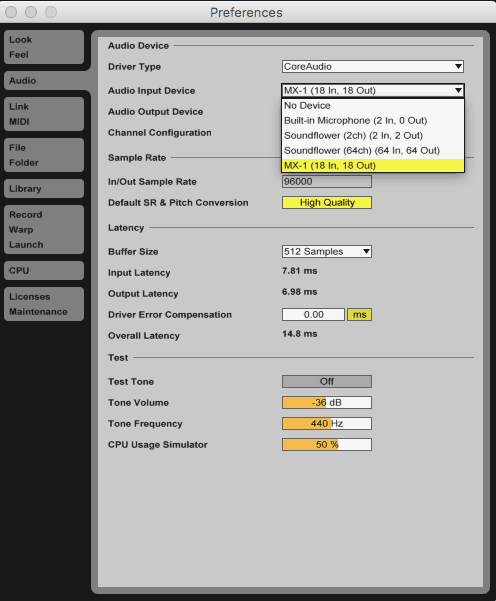 Preferences
Look
Feel
Audio
Link
MIDI
File
Folder
Library
Record
Warp
Launch
CPU
Licenses
Maintenance
Audio Device
Driver Type CoreAudio
Audio Input Device MX-1 (18 In, 18 Out)
No Device
Built-in Microphone (2 In, 0 Out)
Soundflower (2ch) (2 In, 2 Out)
Soundflower (64ch) (64 In, 64 Out)
MX-1 (18 In, 18 Out)
Audio Output Device
Channel Configuration
Sample Rate
In/Out Sample Rate 96000
Default SR & Pitch Conversion High Quality
Latency
Buffer Size 512 Samples
Input Latency 7.81 ms
Output Latency 6.98 ms
Driver Error Compensation 0.00 ms
Overall Latency 14.8 ms
Test
Test Tone Off
Tone Volume -36 dB
Tone Frequency 440 Hz
CPU Usage Simulator 50 %